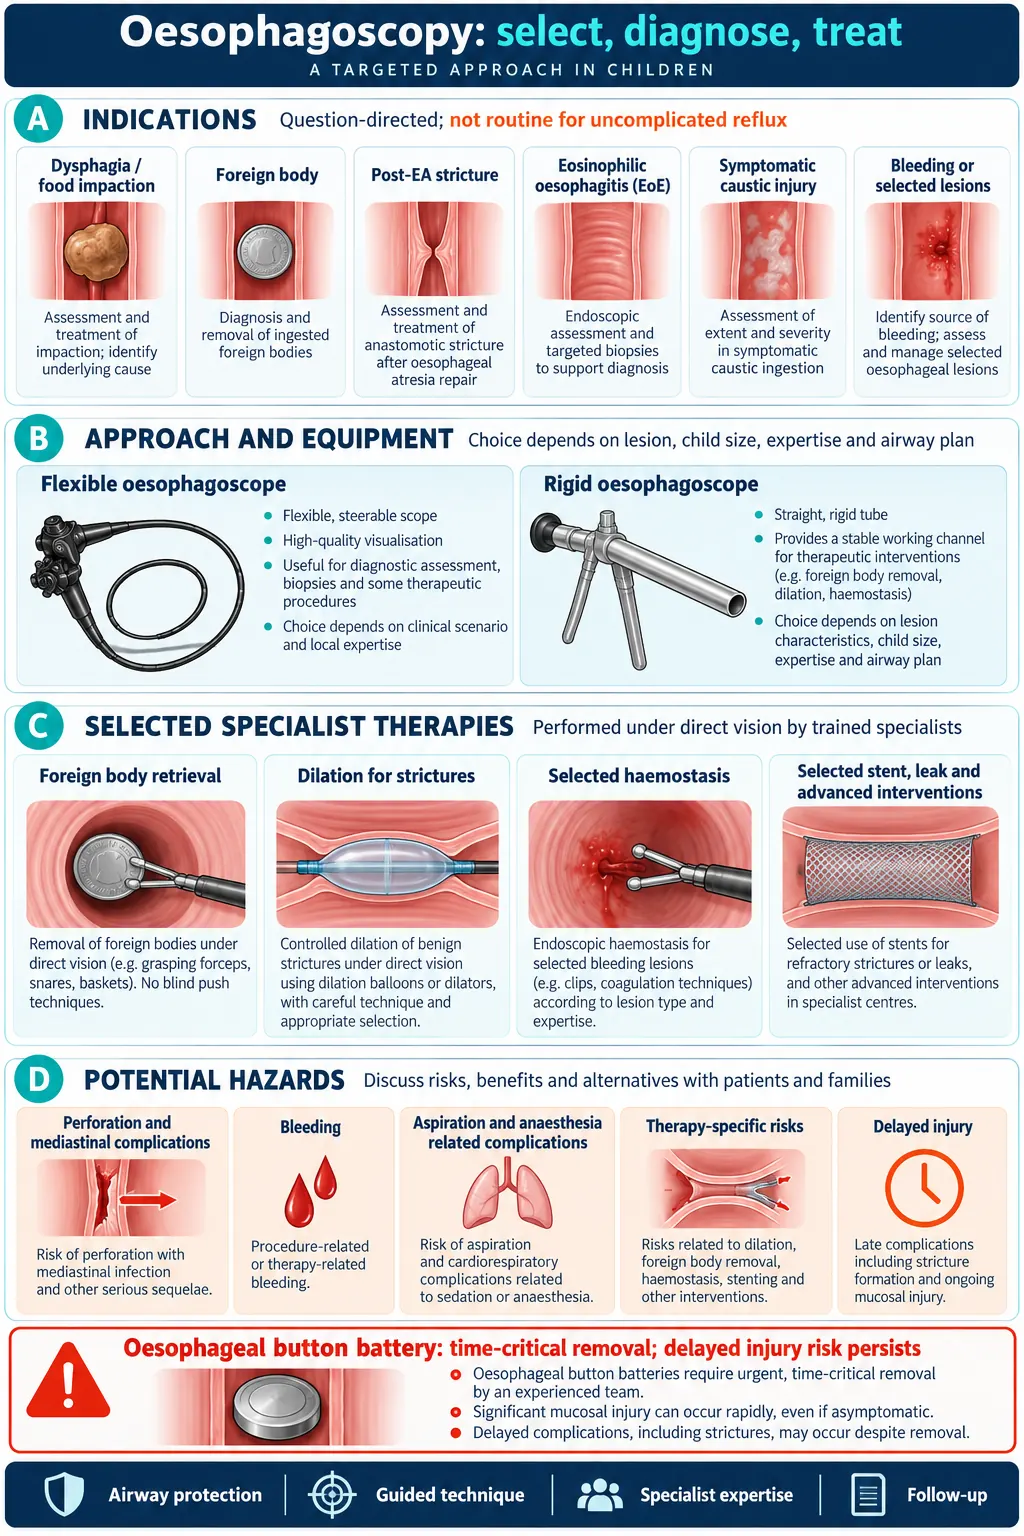 Oesophagoscopy: select, diagnose, treat
A TARGETED APPROACH IN CHILDREN
A INDICATIONS Question-directed; not routine for uncomplicated reflux
Dysphagia /
food impaction
Assessment and
treatment of
impaction; identify
underlying cause
Foreign body
Diagnosis and
removal of ingested
foreign bodies
Post-EA stricture
Assessment and
treatment of
anastomotic stricture
after oesophageal
atresia repair
Eosinophilic
oesophagitis (EoE)
Endoscopic
assessment and
targeted biopsies
to support diagnosis
Symptomatic
caustic injury
Assessment of
extent and severity
in symptomatic
caustic ingestion
Bleeding or
selected lesions
Identify source of
bleeding; assess
and manage selected
oesophageal lesions
B APPROACH AND EQUIPMENT Choice depends on lesion, child size, expertise and airway plan
Flexible oesophagoscope
Flexible, steerable scope
High-quality visualisation
Useful for diagnostic assessment,
biopsies and some therapeutic
procedures
Choice depends on clinical scenario
and local expertise
Rigid oesophagoscope
Straight, rigid tube
Provides a stable working channel
for therapeutic interventions
(e.g. foreign body removal,
dilation, haemostasis)
Choice depends on lesion
characteristics, child size,
expertise and airway plan
C SELECTED SPECIALIST THERAPIES Performed under direct vision by trained specialists
Foreign body retrieval
Removal of foreign bodies under
direct vision (e.g. grasping forceps,
snares, baskets). No blind push
techniques.
Dilation for strictures
Controlled dilation of benign
strictures under direct vision
using dilation balloons or dilators,
with careful technique and
appropriate selection.
Selected haemostasis
Endoscopic haemostasis for
selected bleeding lesions
(e.g. clips, coagulation techniques)
according to lesion type and
expertise.
Selected stent, leak and
advanced interventions
Selected use of stents for
refractory strictures or leaks,
and other advanced interventions
in specialist centres.
D POTENTIAL HAZARDS Discuss risks, benefits and alternatives with patients and families
Perforation and
mediastinal complications
Risk of perforation with
mediastinal infection
and other serious sequelae.
Bleeding
Procedure-related
or therapy-related
bleeding.
Aspiration and anaesthesia
related complications
Risk of aspiration
and cardiorespiratory
complications related
to sedation or anaesthesia.
Therapy-specific risks
Risks related to dilation,
foreign body removal,
haemostasis, stenting and
other interventions.
Delayed injury
Late complications
including stricture
formation and ongoing
mucosal injury.
Oesophageal button battery: time-critical removal; delayed injury risk persists
Oesophageal button batteries require urgent, time-critical removal
by an experienced team.
Significant mucosal injury can occur rapidly, even if asymptomatic.
Delayed complications, including strictures, may occur despite removal.
Airway protection
Guided technique
Specialist expertise
Follow-up